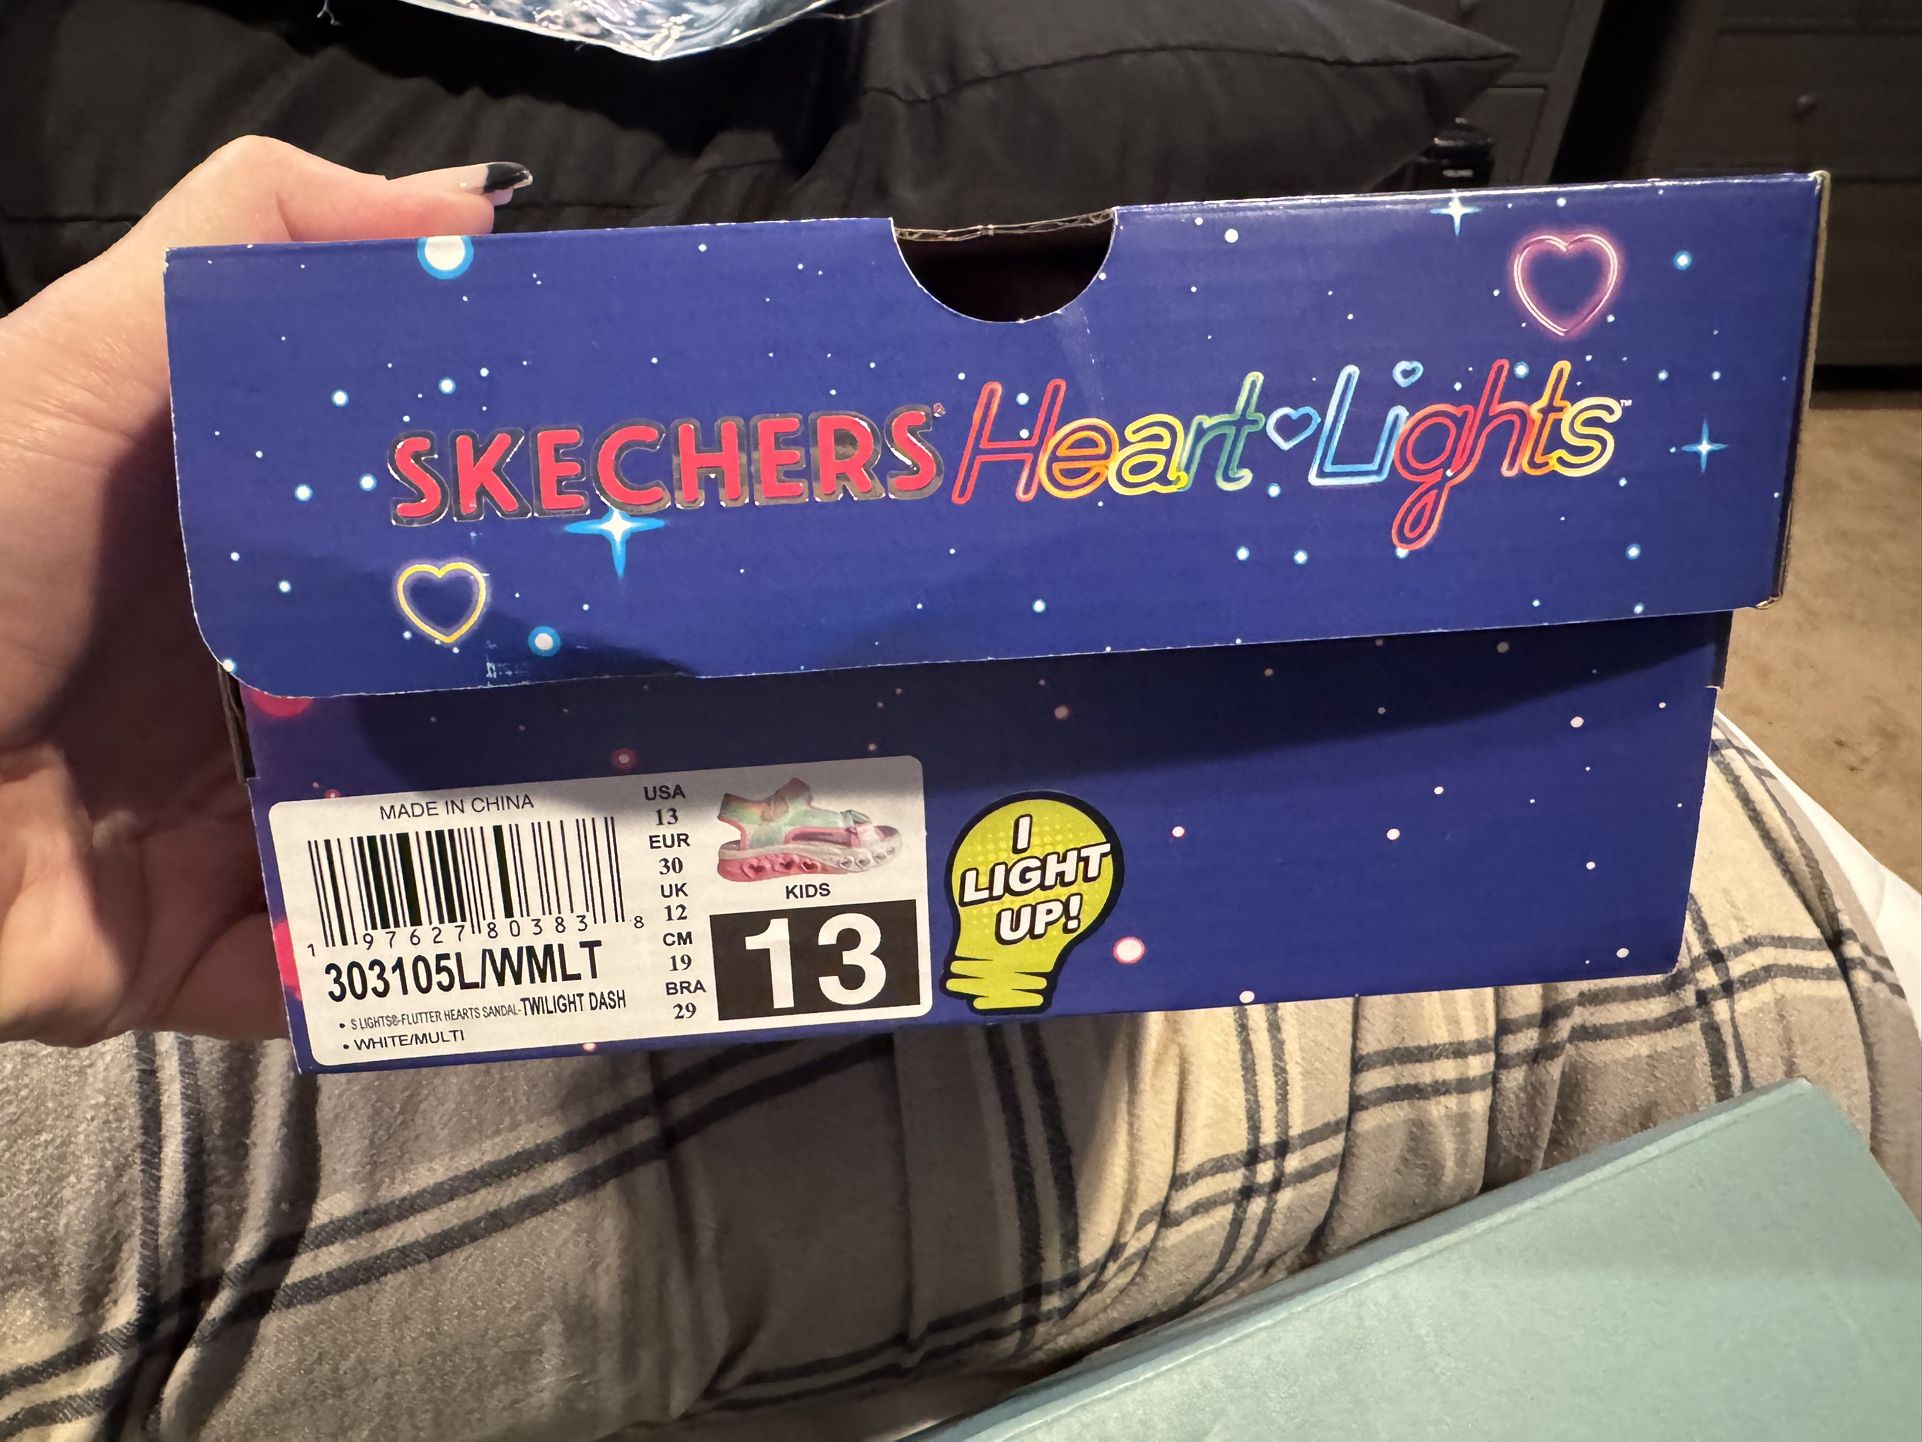 SKECHERS® Heart Lights™
MADE IN CHINA
1 97627 80383 8
303105L/WMLT
• S LIGHTS®-FLUTTER HEARTS SANDAL-TWILIGHT DASH
• WHITE/MULTI
USA
13
EUR
30
UK
12
CM
19
BRA
29
KIDS
13
I
LIGHT
UP!